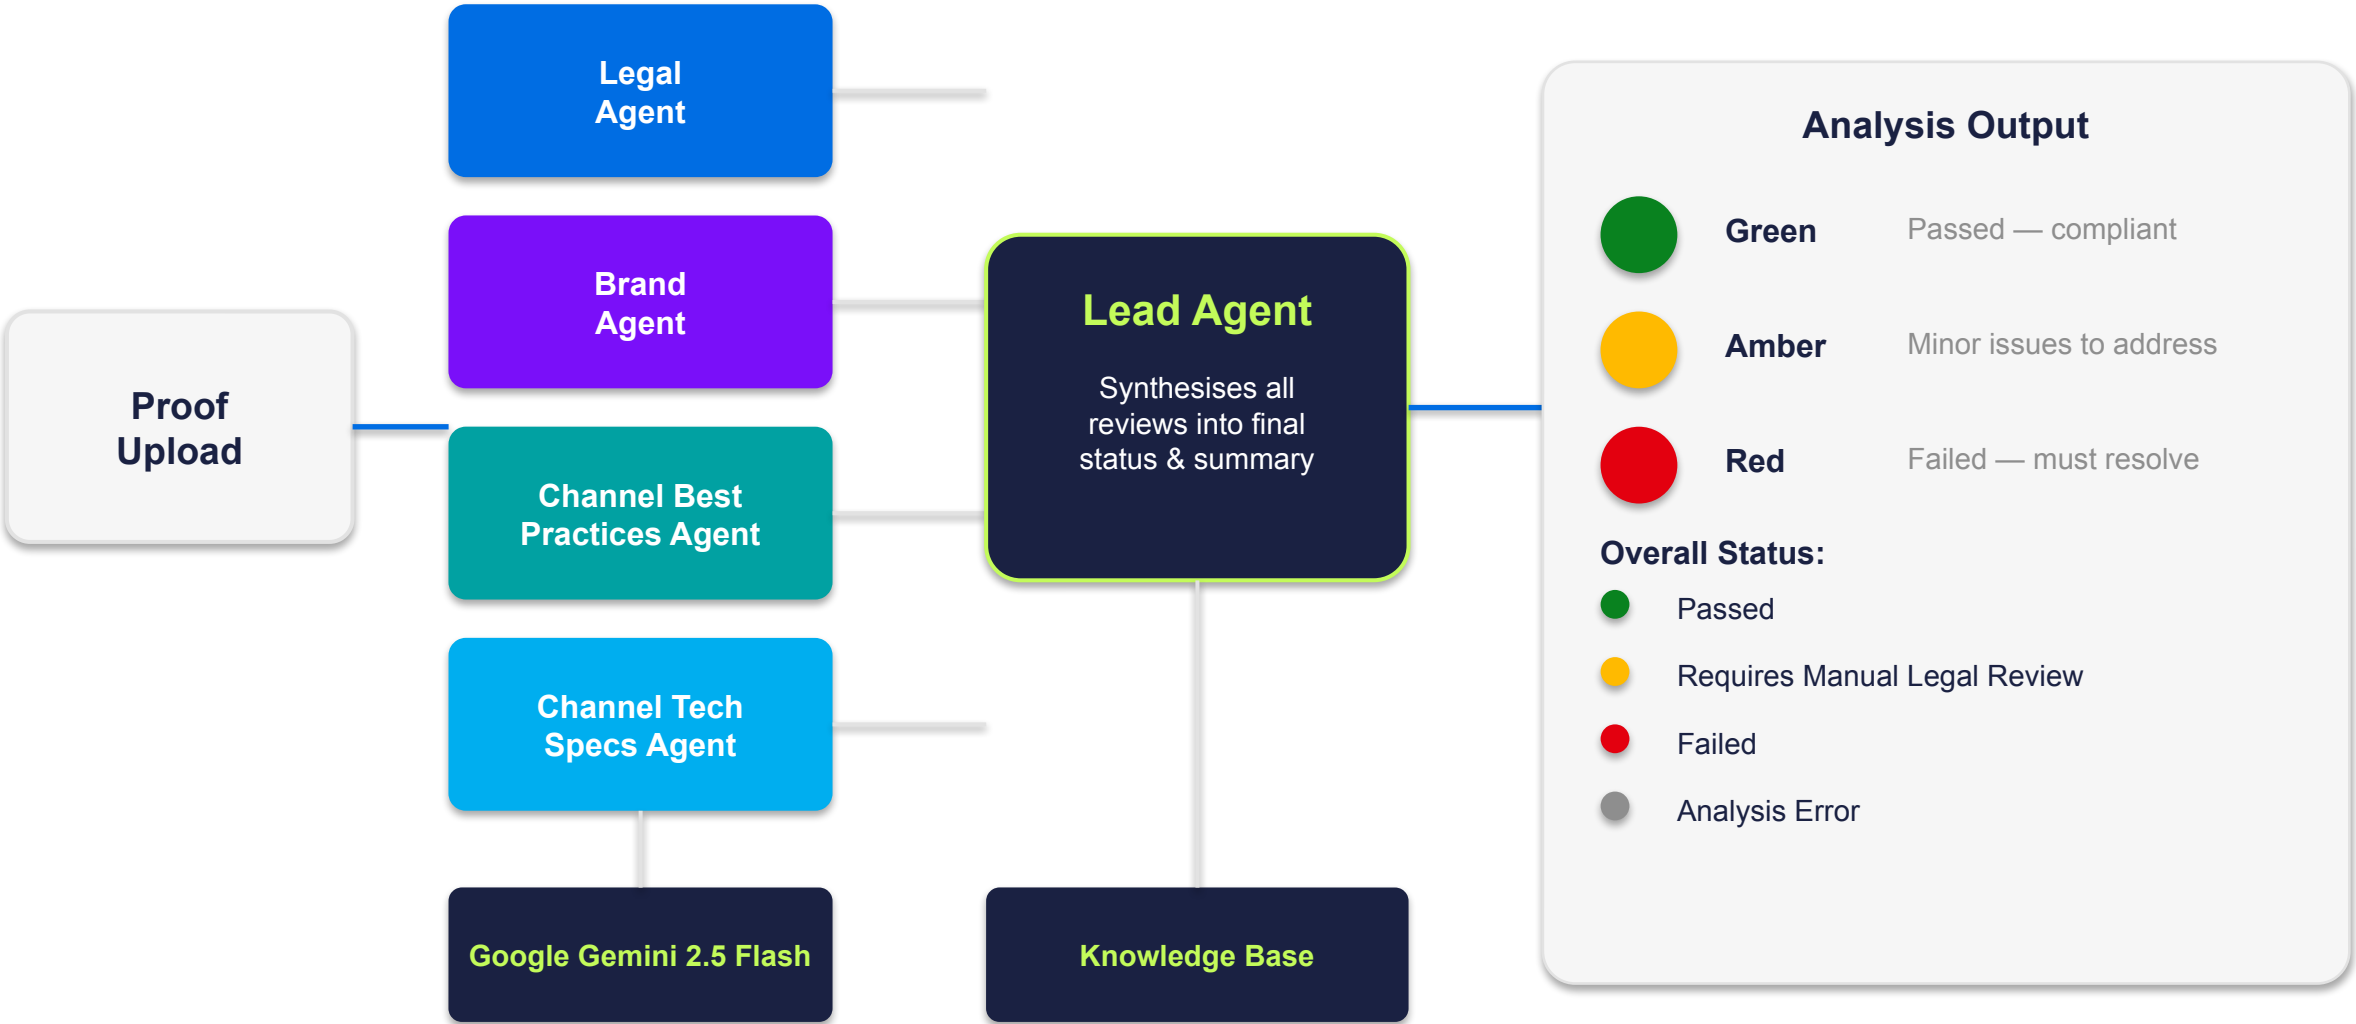 Legal
Agent
Brand
Agent
Proof
Upload
Channel Best
Practices Agent
Channel Tech
Specs Agent
Google Gemini 2.5 Flash
Lead Agent
Synthesises all
reviews into final
status & summary
Knowledge Base
Analysis Output
Green Passed — compliant
Amber Minor issues to address
Red Failed — must resolve
Overall Status:
Passed
Requires Manual Legal Review
Failed
Analysis Error